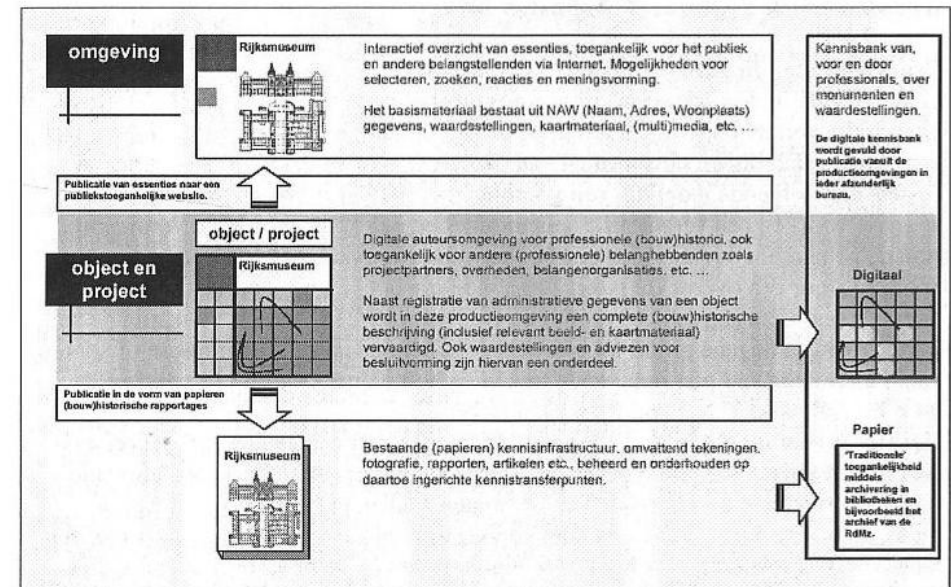 omgeving
Rijksmuseum
Interactief overzicht van essenties, toegankelijk voor het publiek
en andere belangstellenden via Internet. Mogelijkheden voor
selecteren, zoeken, reacties en meningsvorming.
Het basismateriaal bestaat uit NAW (Naam, Adres, Woonplaats)
gegevens, waardestellingen, kaartmateriaal, (multi)media, etc. ...
Kennisbank van,
voor en door
professionals, over
monumenten en
waardestellingen.
De digitale kennisbank
wordt gevuld door
publicatie vanuit de
productieomgevingen in
ieder afzonderlijk
bureau.
Publicatie van essenties naar een
publiekstoegankelijke website.
object / project
object en
project
Rijksmuseum
Digitale auteursomgeving voor professionele (bouw)historici, ook
toegankelijk voor andere (professionele) belanghebbenden zoals
projectpartners, overheden, belangenorganisaties, etc. ...
Naast registratie van administratieve gegevens van een object
wordt in deze productieomgeving een complete (bouw)historische
beschrijving (inclusief relevant beeld- en kaartmateriaal)
vervaardigd. Ook waardestellingen en adviezen voor
besluitvorming zijn hiervan een onderdeel.
Digitaal
Publicatie in de vorm van papieren
(bouw)historische rapportages
Rijksmuseum
Bestaande (papieren) kennisinfrastructuur, omvattend tekeningen,
fotografie, rapporten, artikelen etc., beheerd en onderhouden op
daartoe ingerichte kennistransferpunten.
Papier
'Traditionele'
toegankelijkheid
middels
archivering in
bibliotheken en
bijvoorbeeld het
archief van de
RdMz.